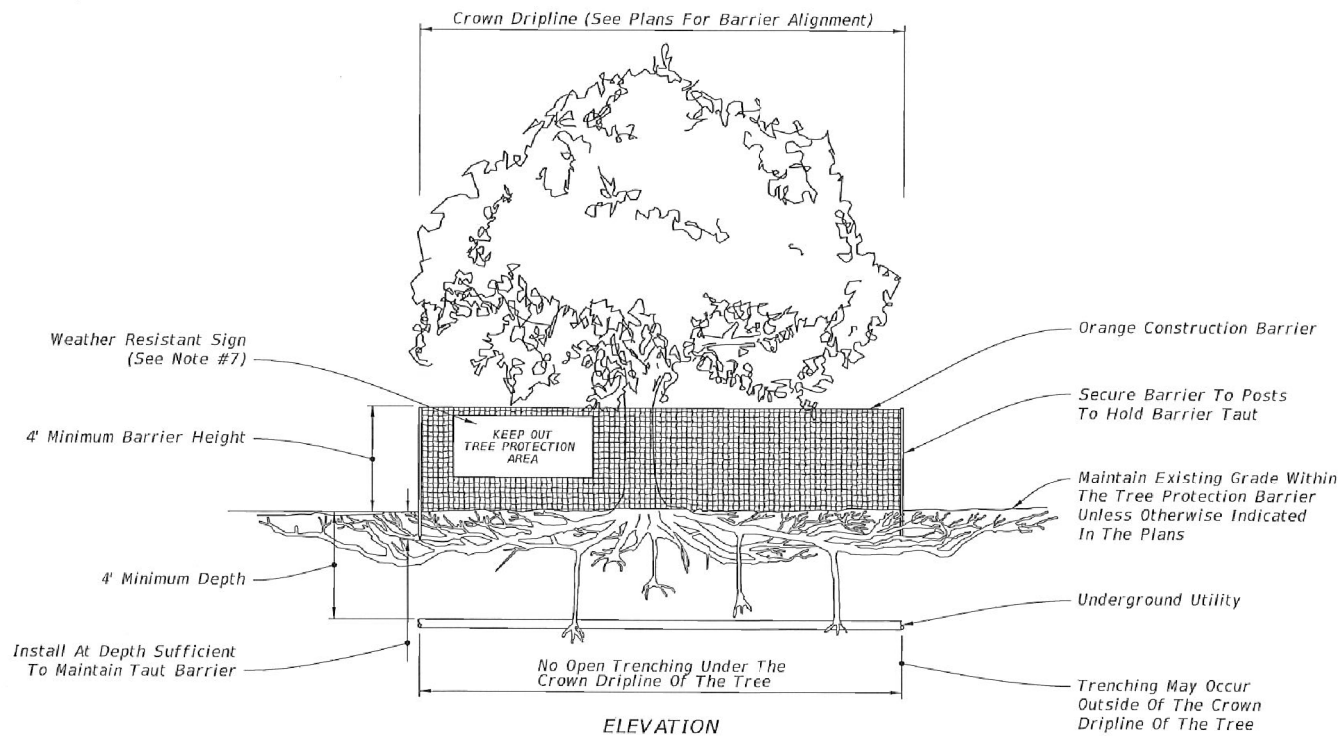 Crown Dripline (See Plans For Barrier Alignment)
Weather Resistant Sign
(See Note #7)
4' Minimum Barrier Height
4' Minimum Depth
Install At Depth Sufficient
To Maintain Taut Barrier
KEEP OUT
TREE PROTECTION
AREA
Orange Construction Barrier
Secure Barrier To Posts
To Hold Barrier Taut
Maintain Existing Grade Within
The Tree Protection Barrier
Unless Otherwise Indicated
In The Plans
Underground Utility
No Open Trenching Under The
Crown Dripline Of The Tree
Trenching May Occur
Outside Of The Crown
Dripline Of The Tree
ELEVATION